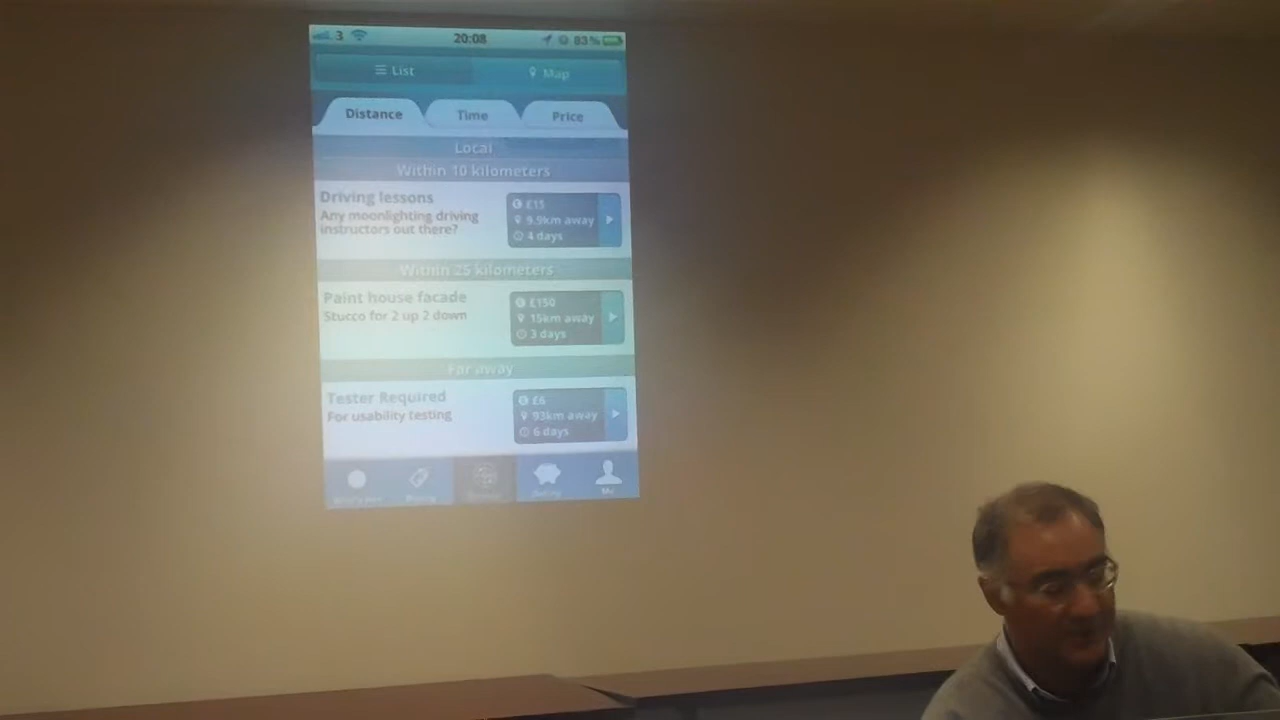 3 20:08 83%
List Map
Distance Time Price
Local
Within 10 kilometers
Driving lessons
Any moonlighting driving
instructors out there?
£15
9.9km away
4 days
Within 25 kilometers
Paint house facade
Stucco for 2 up 2 down
£150
15km away
3 days
Far away
Tester Required
For usability testing
£6
93km away
6 days
Me